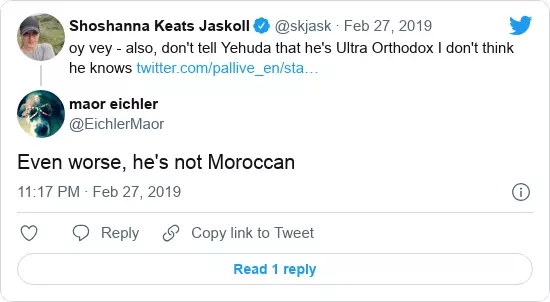 Shoshanna Keats Jaskoll @skjask · Feb 27, 2019
oy vey - also, don't tell Yehuda that he's Ultra Orthodox I don't think
he knows twitter.com/pallive_en/sta…
maor eichler
@EichlerMaor
Even worse, he's not Moroccan
11:17 PM · Feb 27, 2019
Reply
Copy link to Tweet
Read 1 reply